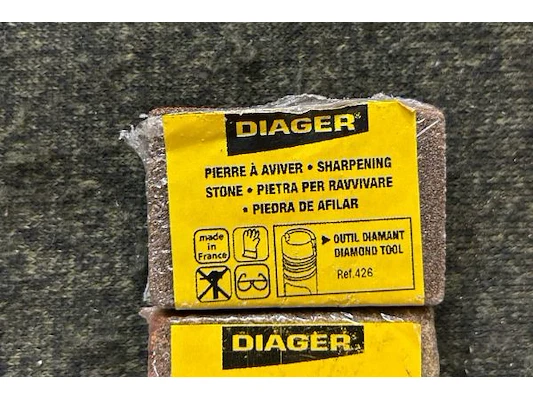 DIAGER®
PIERRE À AVIVER • SHARPENING
STONE • PIETRA PER RAVVIVARE
• PIEDRA DE AFILAR
made
in
France
▶ OUTIL DIAMANT
DIAMOND TOOL
Ref.426
DIAGER